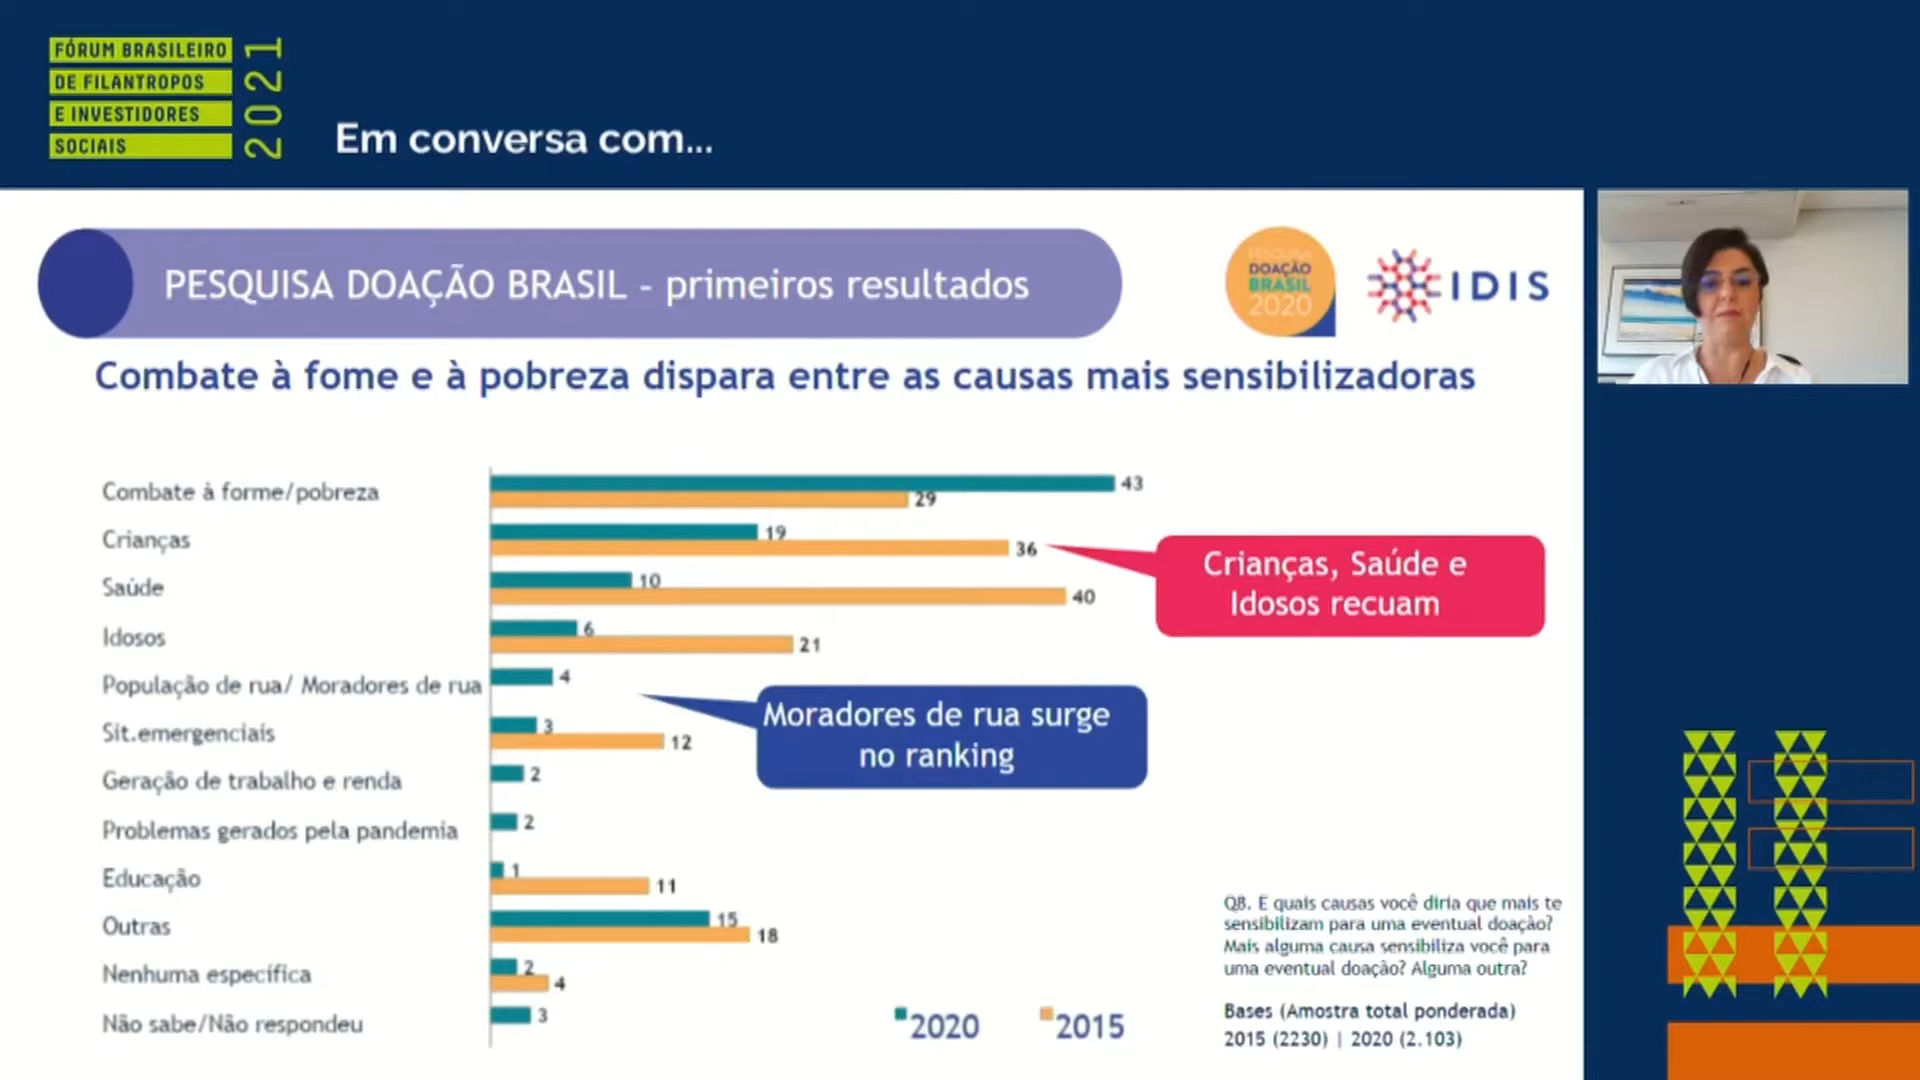 FÓRUM BRASILEIRO
DE FILANTROPOS
E INVESTIDORES
SOCIAIS
2021
Em conversa com...
PESQUISA DOAÇÃO BRASIL - primeiros resultados
PESQUISA
DOAÇÃO
BRASIL
2020
IDIS
Combate à fome e à pobreza dispara entre as causas mais sensibilizadoras
Combate à forme/pobreza
43
29
Crianças
19
36
Saúde
10
40
Idosos
6
21
População de rua/ Moradores de rua
4
Sit.emergenciais
3
12
Geração de trabalho e renda
2
Problemas gerados pela pandemia
2
Educação
1
11
Outras
15
18
Nenhuma específica
2
4
Não sabe/Não respondeu
3
Crianças, Saúde e
Idosos recuam
Moradores de rua surge
no ranking
2020
2015
Q8. E quais causas você diria que mais te
sensibilizam para uma eventual doação?
Mais alguma causa sensibiliza você para
uma eventual doação? Alguma outra?
Bases (Amostra total ponderada)
2015 (2230) | 2020 (2.103)